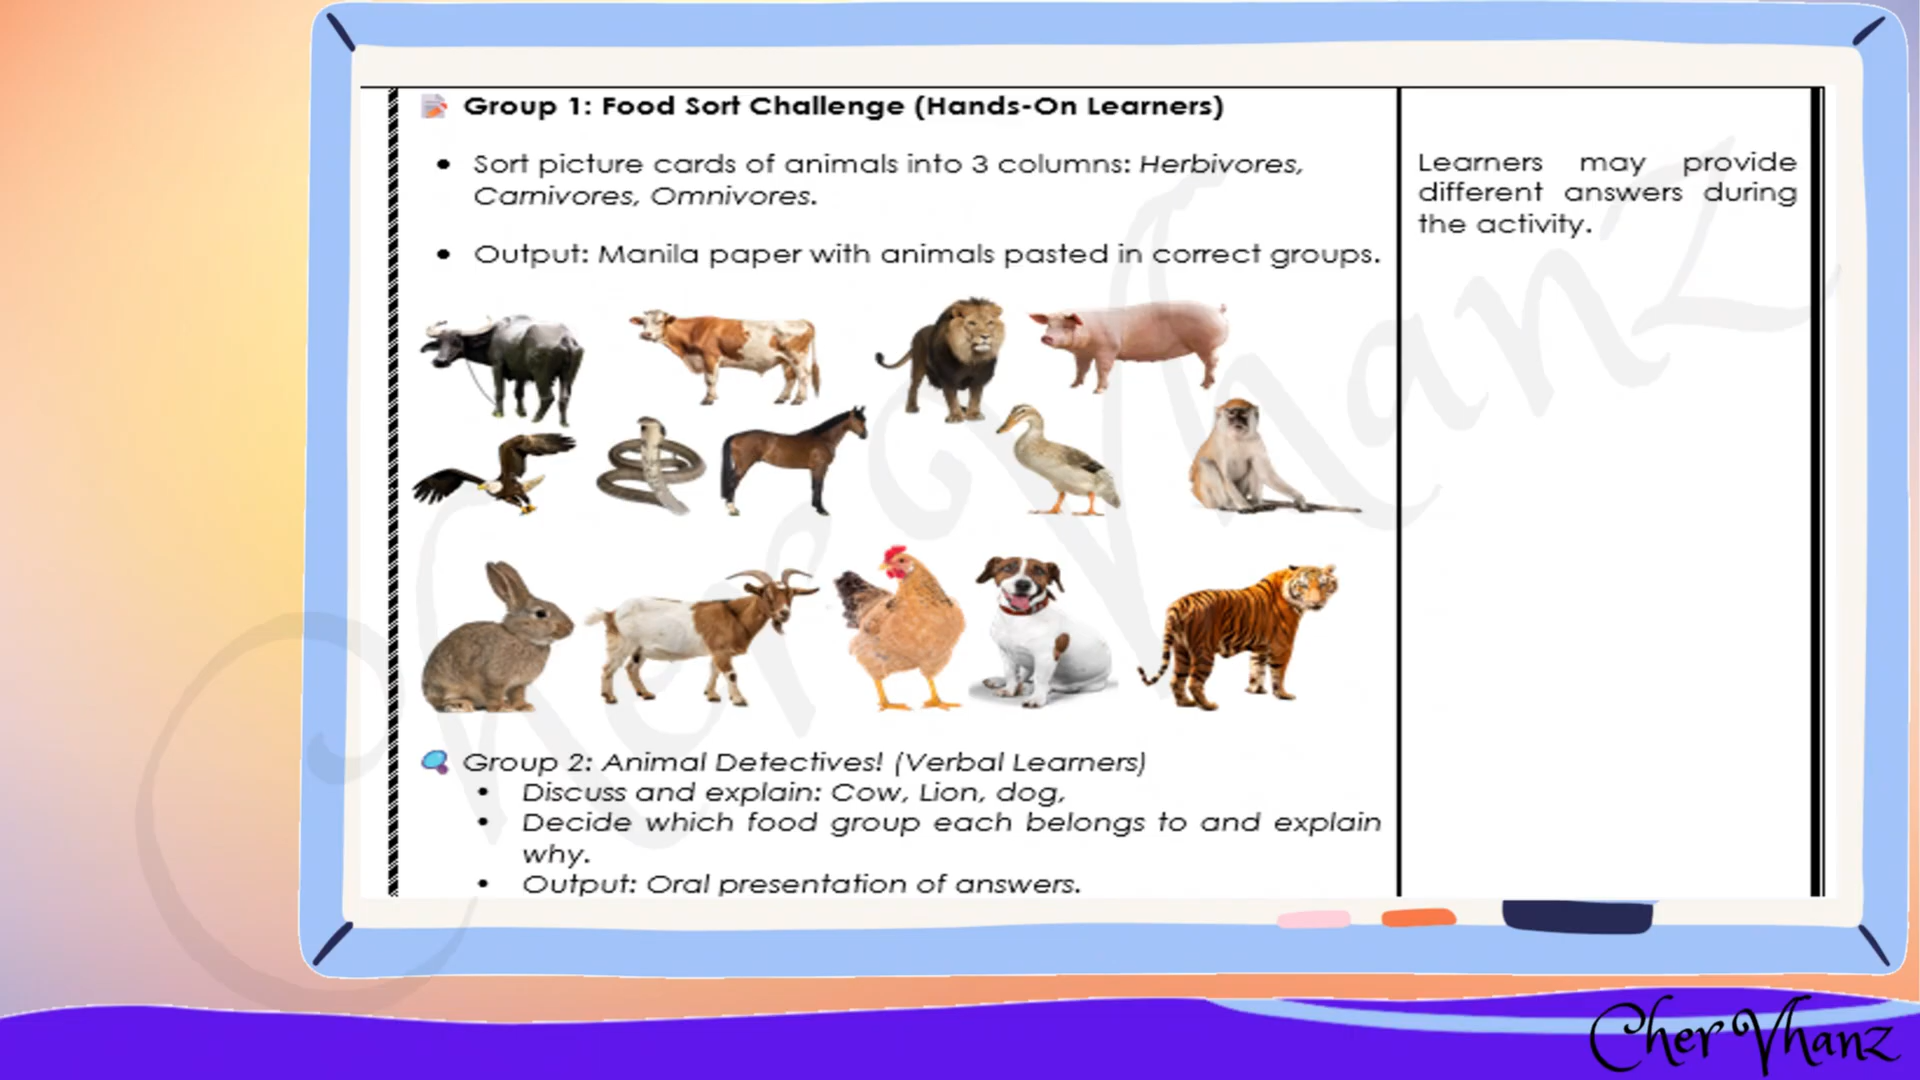 Group 1: Food Sort Challenge (Hands-On Learners)
• Sort picture cards of animals into 3 columns: Herbivores,
Carnivores, Omnivores.
• Output: Manila paper with animals pasted in correct groups.
Learners may provide
different answers during
the activity.
Group 2: Animal Detectives! (Verbal Learners)
• Discuss and explain: Cow, Lion, dog,
• Decide which food group each belongs to and explain
why.
• Output: Oral presentation of answers.
Cher Vhanz
Cher Vhanz